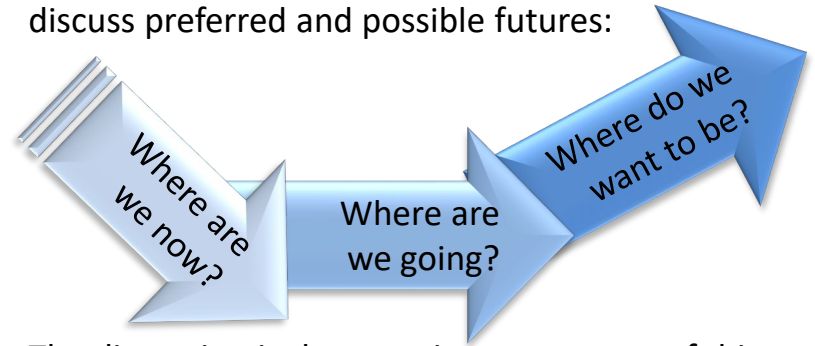 discuss preferred and possible futures:
Where are
we now?
Where are
we going?
Where do we
want to be?